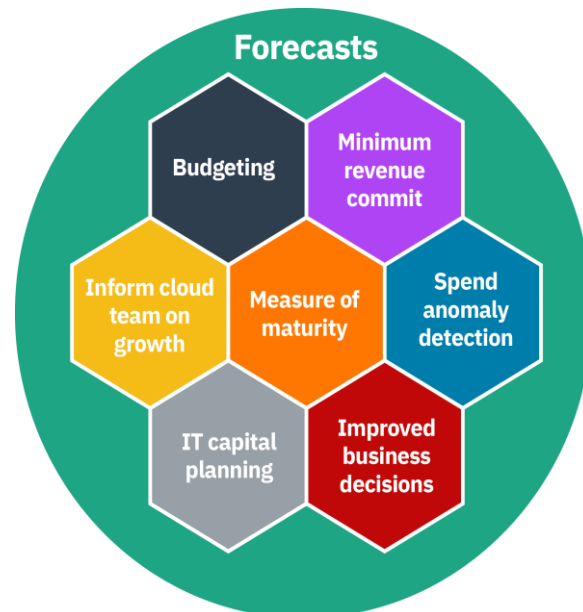 Forecasts
Budgeting
Minimum
revenue
commit
Inform cloud
team on
growth
Measure of
maturity
Spend
anomaly
detection
IT capital
planning
Improved
business
decisions